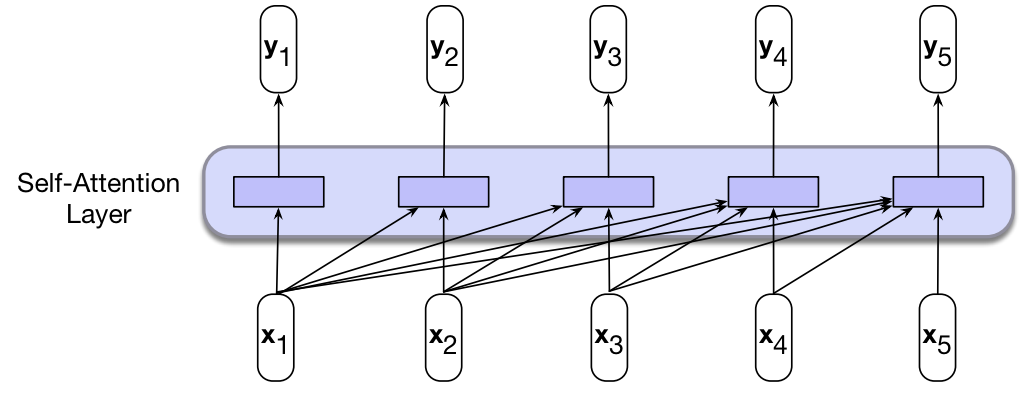 y1 y2 y3 y4 y5
Self-Attention
Layer
x1 x2 x3 x4 x5